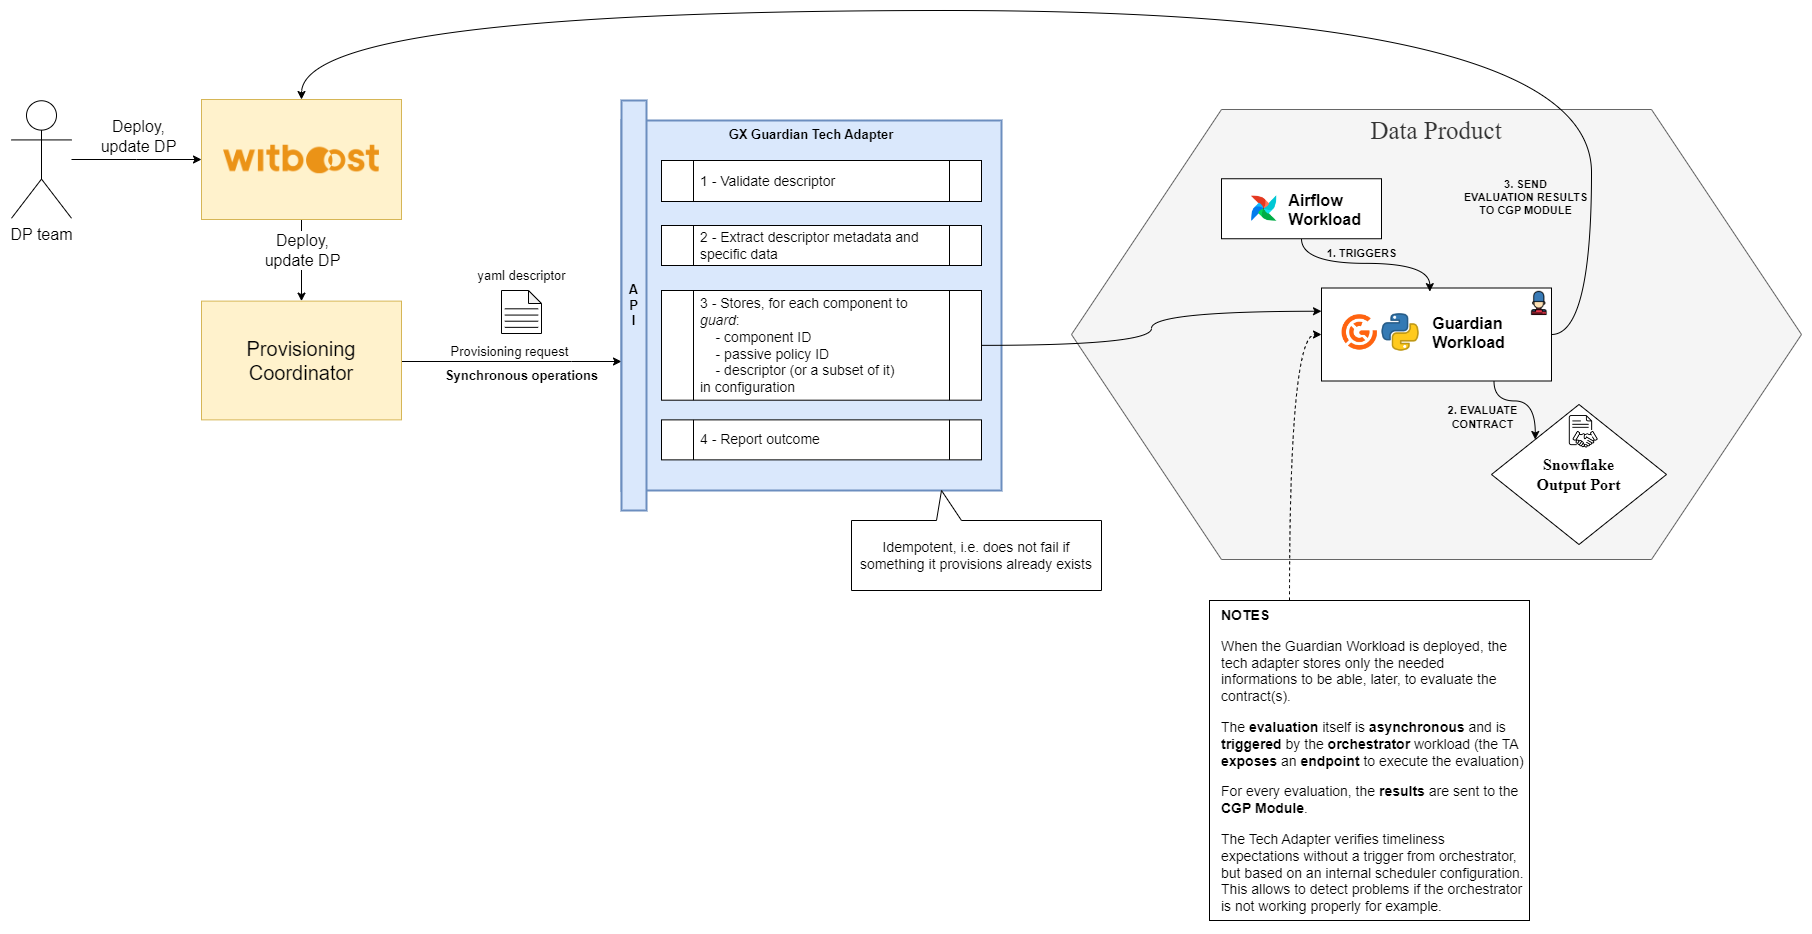 DP team
Deploy,
update DP
witboost
Deploy,
update DP
Provisioning
Coordinator
yaml descriptor
Provisioning request
Synchronous operations
A
P
I
GX Guardian Tech Adapter
1 - Validate descriptor
2 - Extract descriptor metadata and
specific data
3 - Stores, for each component to
guard:
- component ID
- passive policy ID
- descriptor (or a subset of it)
in configuration
4 - Report outcome
Idempotent, i.e. does not fail if
something it provisions already exists
Data Product
Airflow
Workload
1. TRIGGERS
3. SEND
EVALUATION RESULTS
TO CGP MODULE
Guardian
Workload
2. EVALUATE
CONTRACT
Snowflake
Output Port
NOTES
When the Guardian Workload is deployed, the
tech adapter stores only the needed
informations to be able, later, to evaluate the
contract(s).
The evaluation itself is asynchronous and is
triggered by the orchestrator workload (the TA
exposes an endpoint to execute the evaluation)
For every evaluation, the results are sent to the
CGP Module.
The Tech Adapter verifies timeliness
expectations without a trigger from orchestrator,
but based on an internal scheduler configuration.
This allows to detect problems if the orchestrator
is not working properly for example.